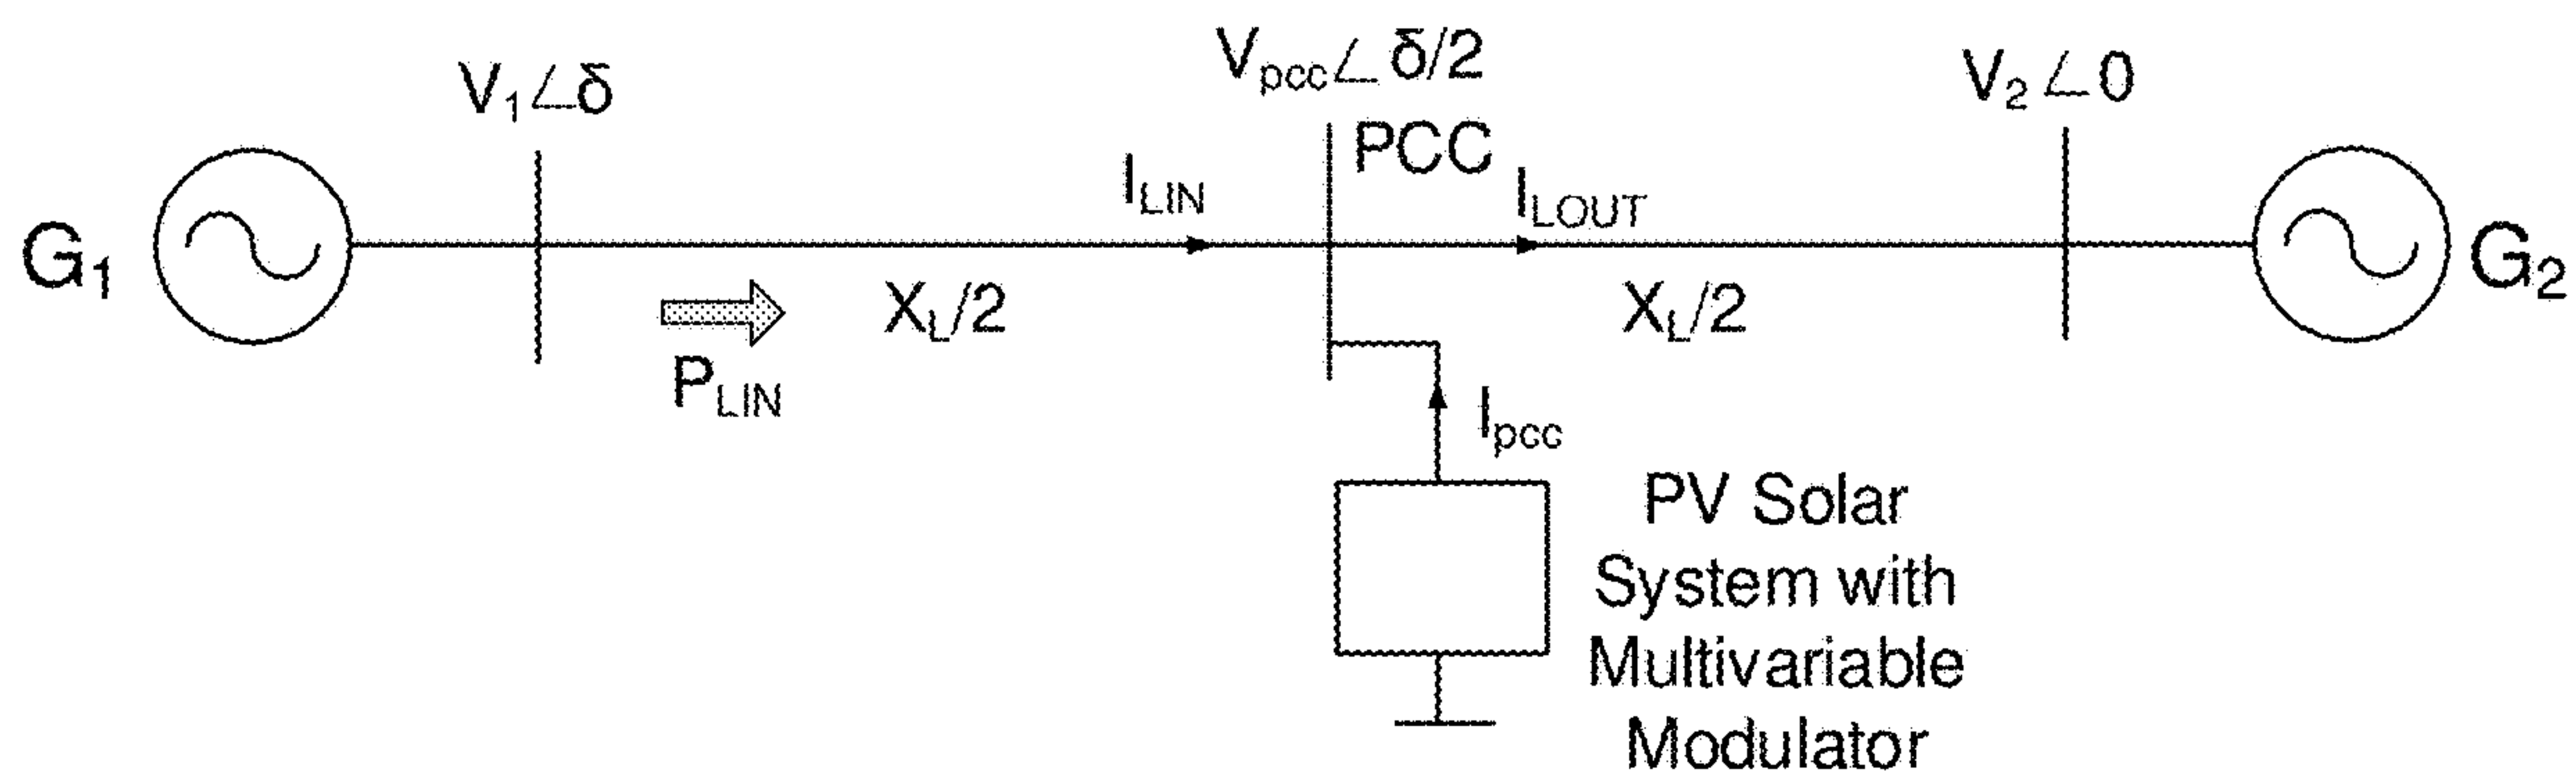 V₁∠δ
V_pcc∠δ/2
PCC
V₂∠0
G₁
I_LIN
I_LOUT
G₂
P_LIN
X_L/2
X_L/2
I_pcc
PV Solar
System with
Multivariable
Modulator